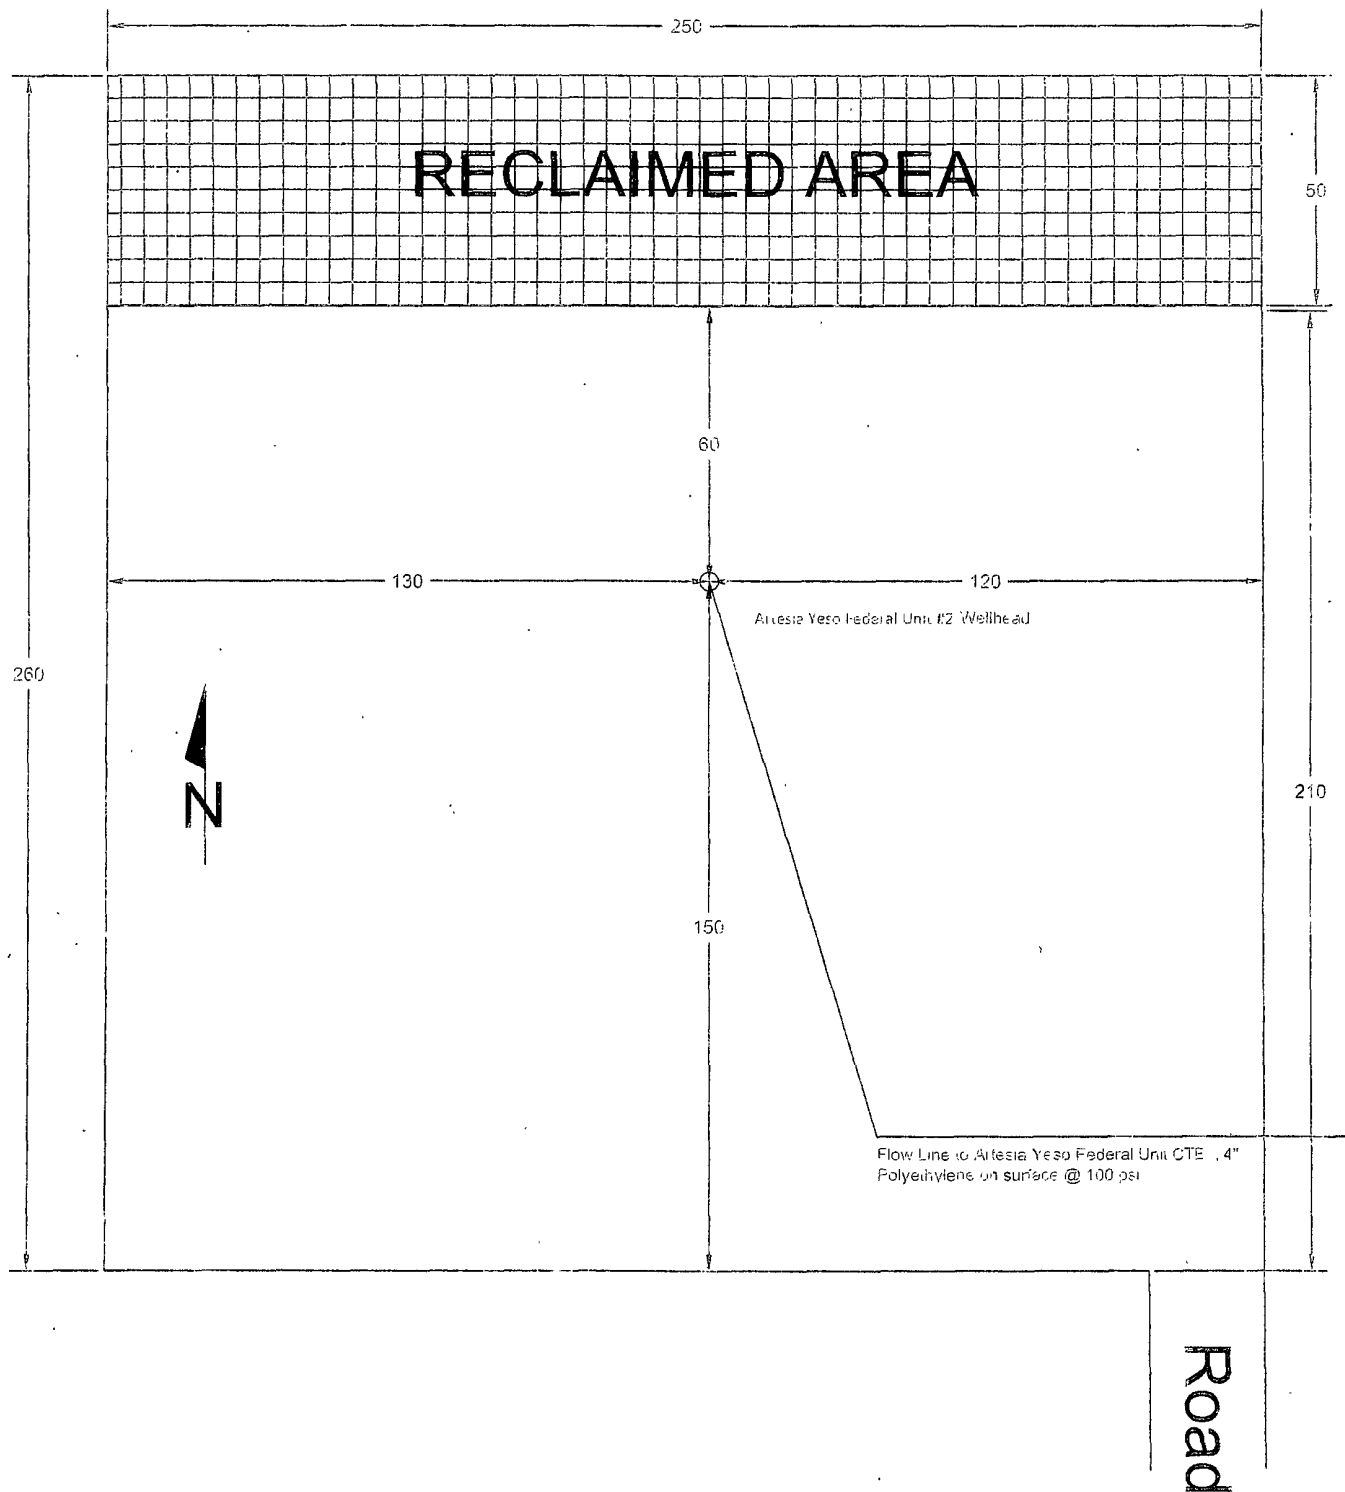 250
RECLAIMED AREA
50
60
130
120
Artesia Yeso Federal Unit #2 Wellhead
260
N
210
150
Flow Line to Artesia Yeso Federal Unit CTB , 4"
Polyethylene on surface @ 100 psi
Road